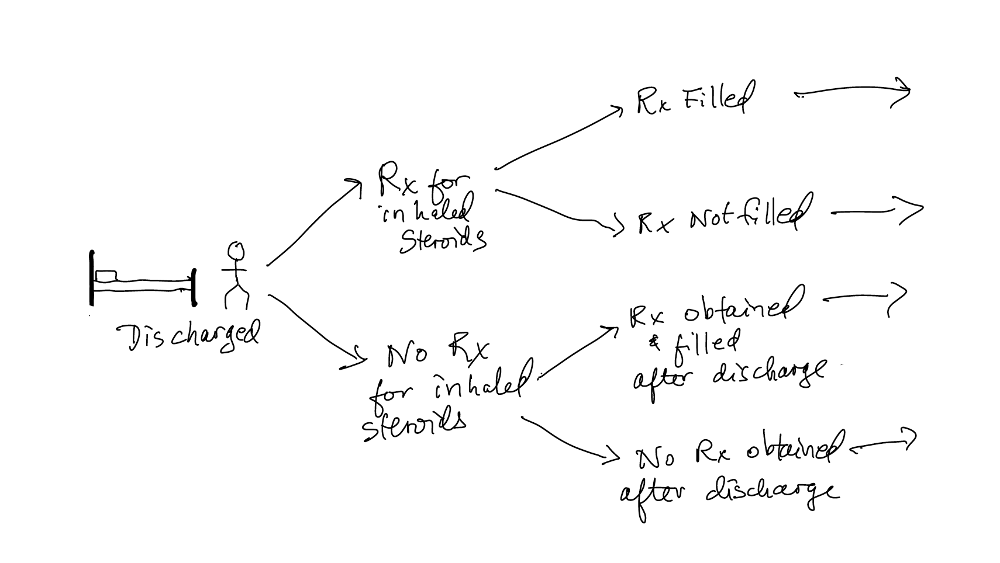 Rx Filled
Rx for
inhaled
Steroids
Rx Not filled
Discharged
Rx obtained
& filled
after discharge
No Rx
for inhaled
steroids
No Rx obtained
after discharge